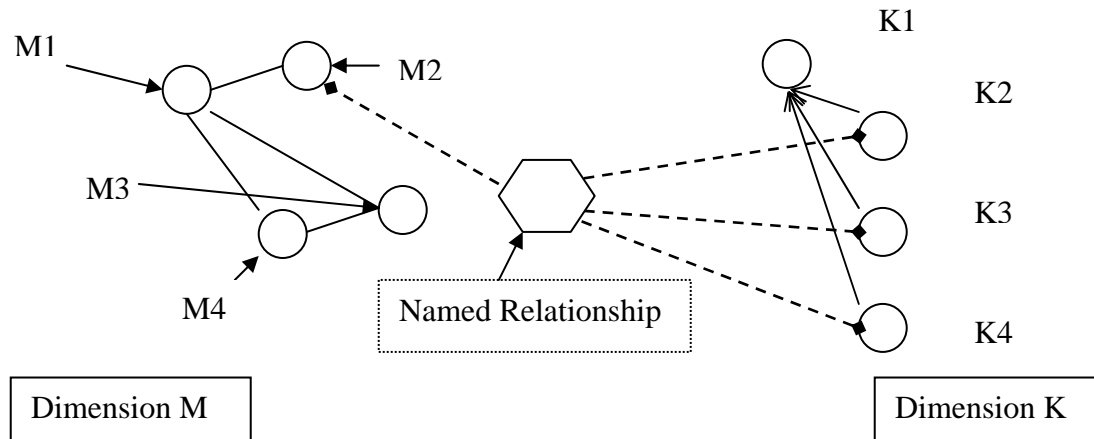 K1
M1
M2
K2
M3
K3
M4
Named Relationship
K4
Dimension M
Dimension K